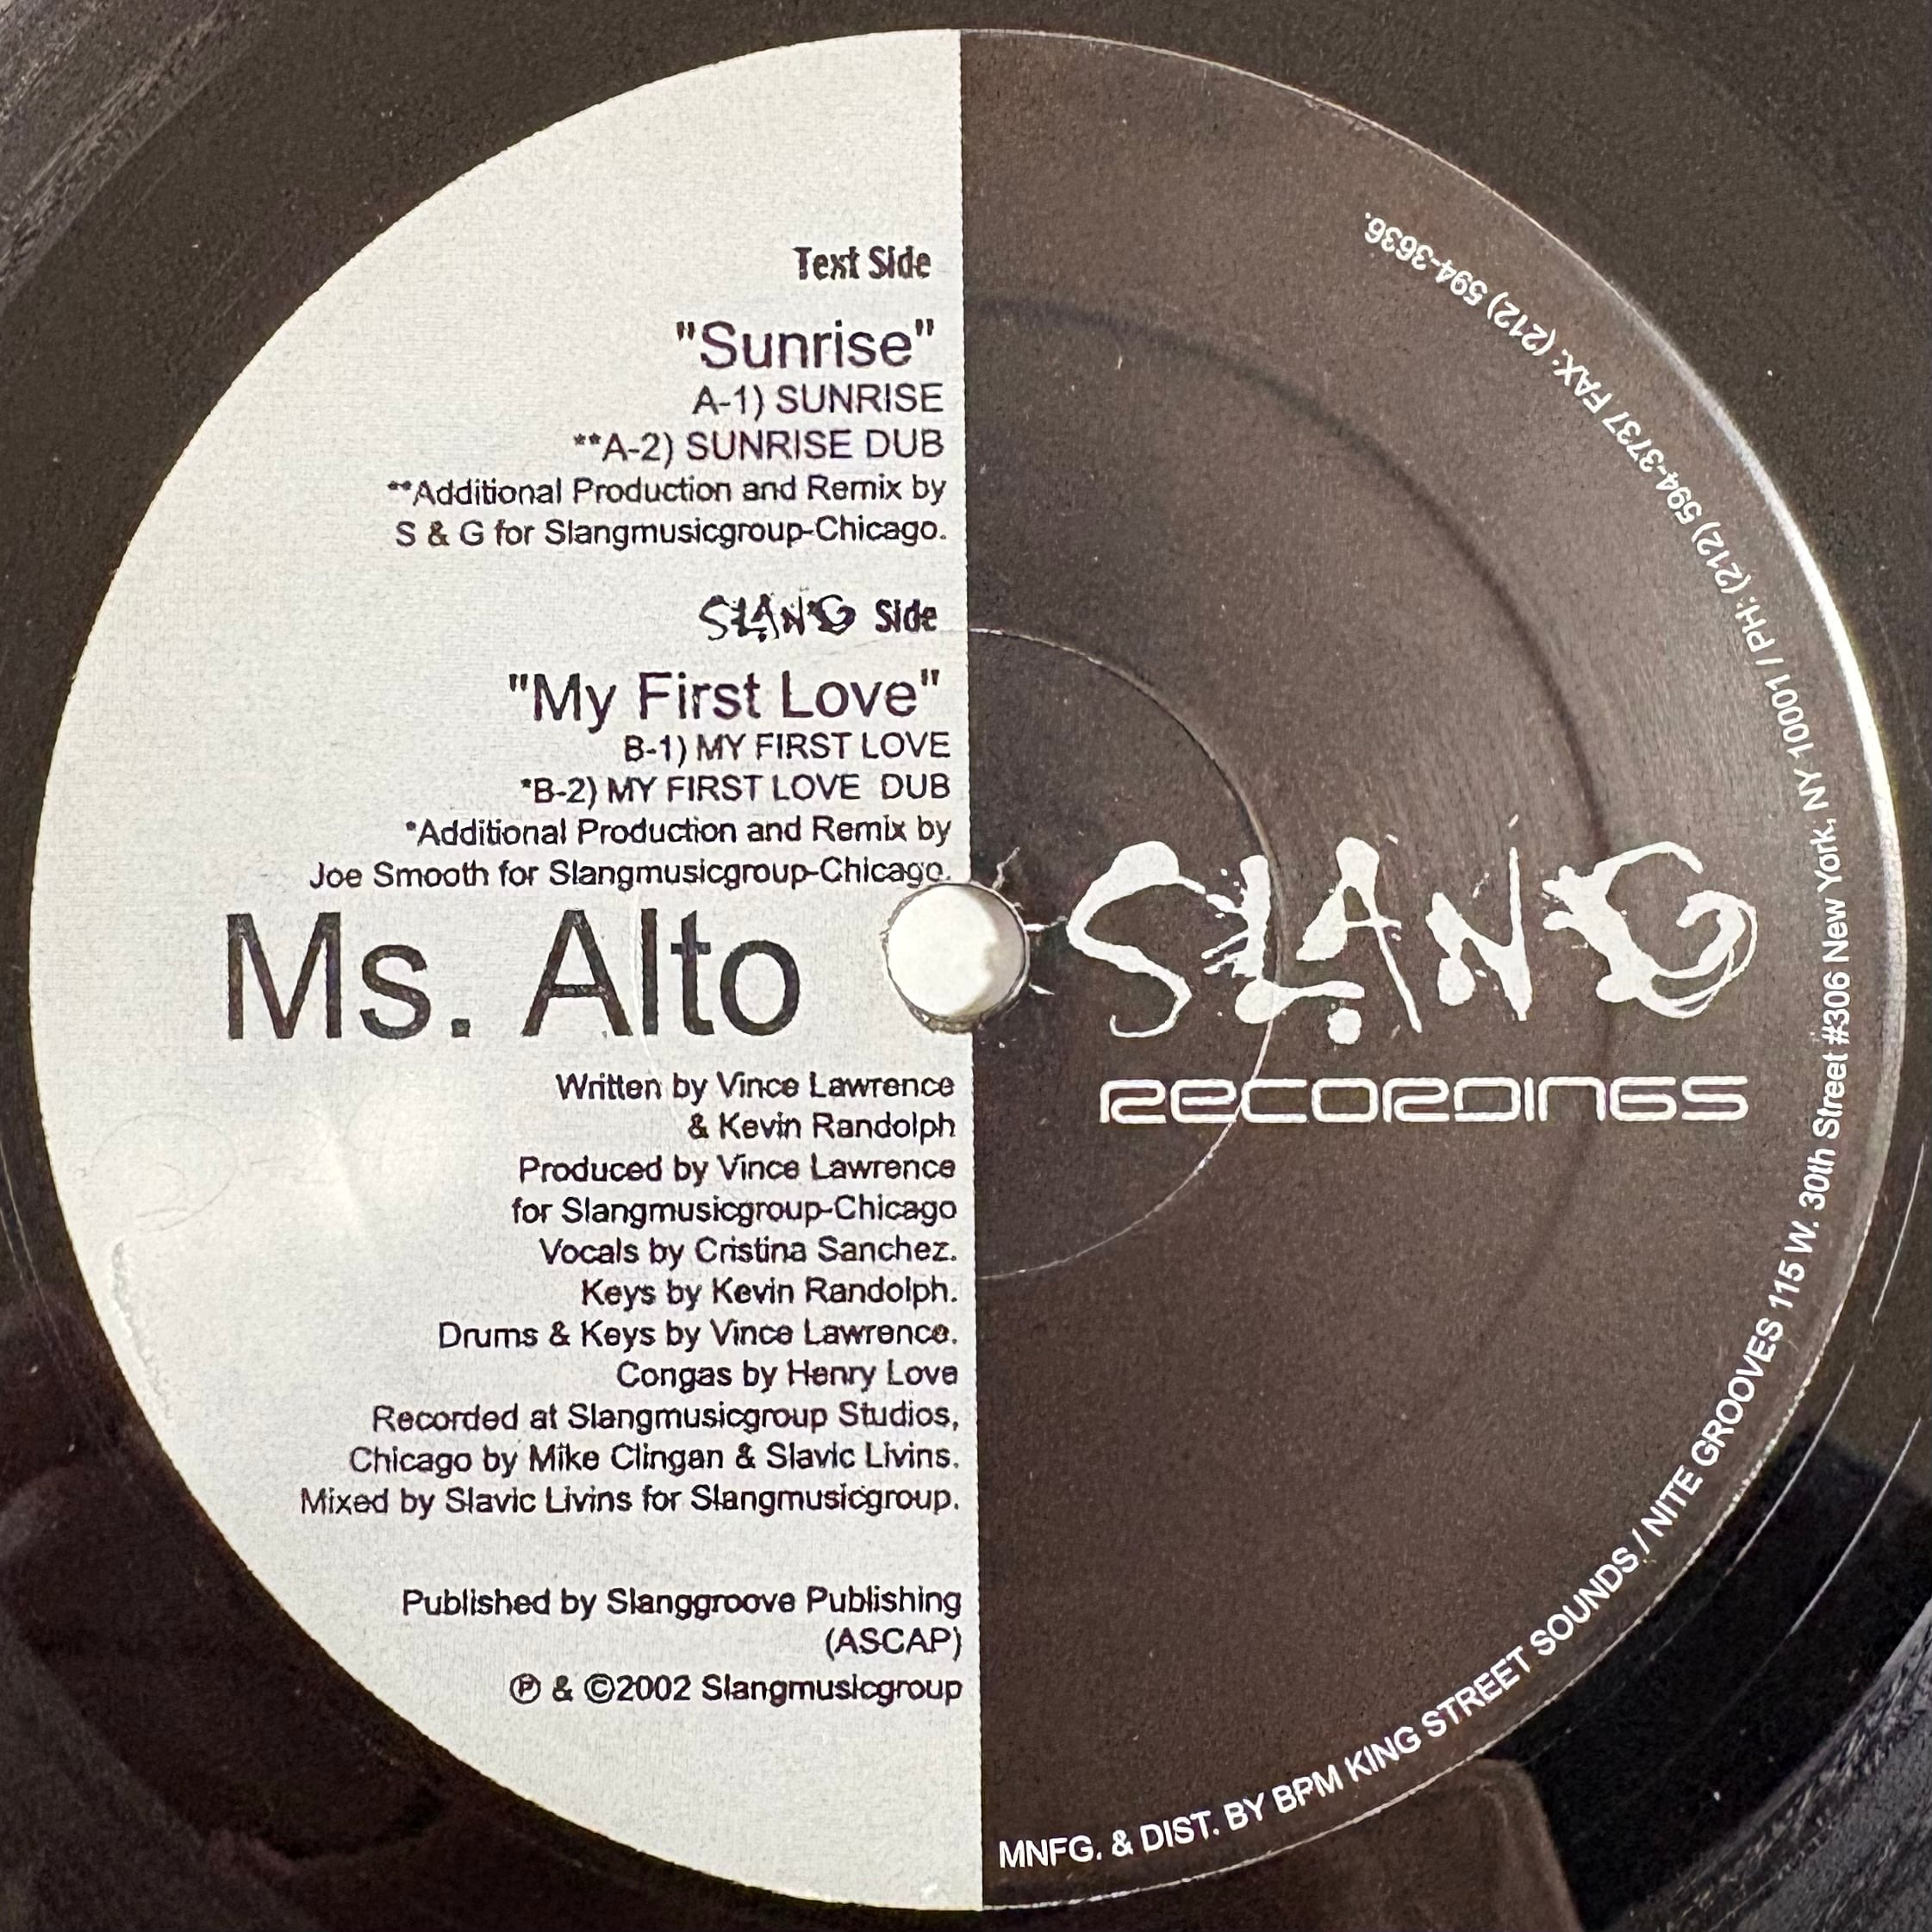 Text Side
"Sunrise"
A-1) SUNRISE
**A-2) SUNRISE DUB
**Additional Production and Remix by
S & G for Slangmusicgroup-Chicago.
SLANG Side
"My First Love"
B-1) MY FIRST LOVE
*B-2) MY FIRST LOVE DUB
*Additional Production and Remix by
Joe Smooth for Slangmusicgroup-Chicago.
Ms. Alto
Written by Vince Lawrence
& Kevin Randolph
Produced by Vince Lawrence
for Slangmusicgroup-Chicago
Vocals by Cristina Sanchez.
Keys by Kevin Randolph.
Drums & Keys by Vince Lawrence.
Congas by Henry Love
Recorded at Slangmusicgroup Studios,
Chicago by Mike Clingan & Slavic Livins.
Mixed by Slavic Livins for Slangmusicgroup.
Published by Slanggroove Publishing
(ASCAP)
℗ & ©2002 Slangmusicgroup
SLANG
RECORDINGS
MNFG. & DIST. BY BPM KING STREET SOUNDS / NITE GROOVES 115 W. 30th Street #306 New York, NY 10001 / PH: (212) 594-3737 FAX: (212) 594-3636.